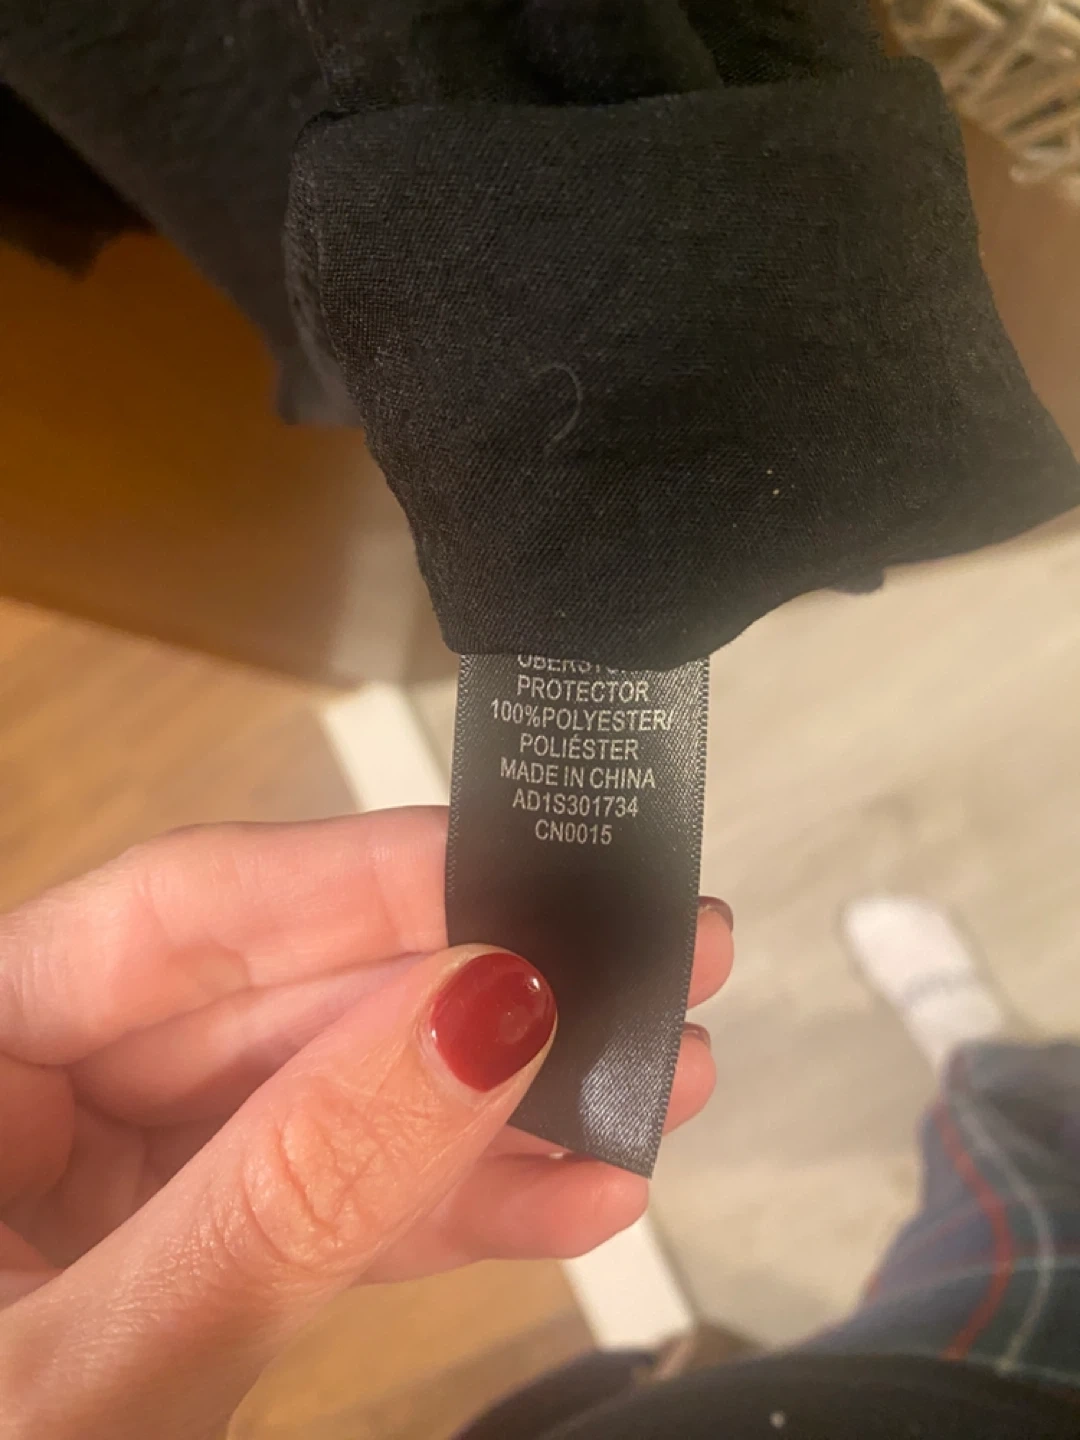 PROTECTOR
100%POLYESTER/
POLIÉSTER
MADE IN CHINA
AD1S301734
CN0015